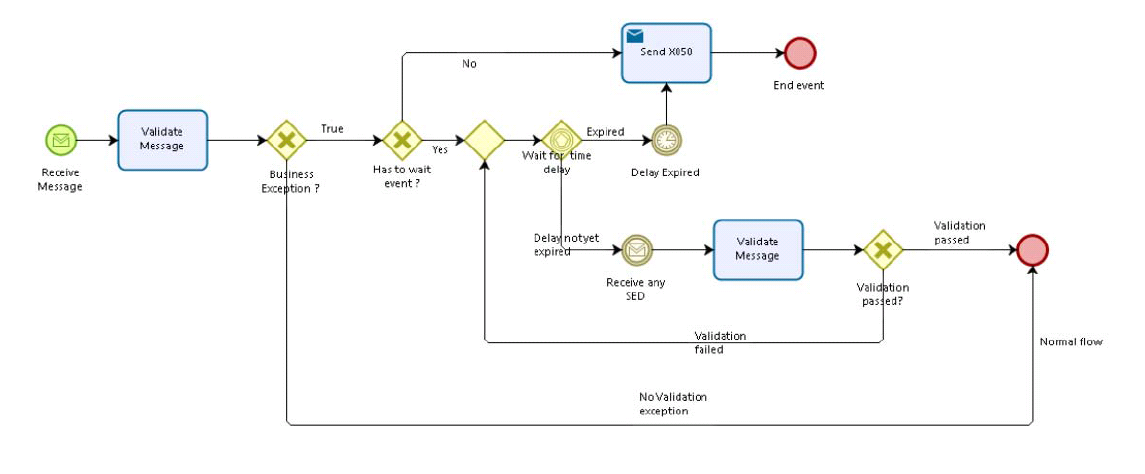 Send X050
No
End event
Validate
Message
True
Expired
Yes
Receive
Message
Business
Exception ?
Has to wait
event ?
Wait for time
delay
Delay Expired
Delay notyet
expired
Validate
Message
Validation
passed
Receive any
SED
Validation
passed?
Validation
failed
Normal flow
No Validation
exception